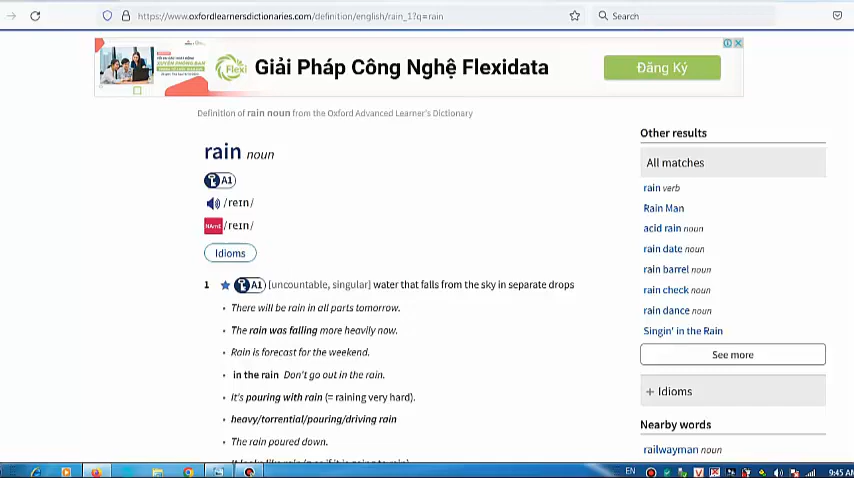 https://www.oxfordlearnersdictionaries.com/definition/english/rain_1?q=rain
Search
Flexi
Giải Pháp Công Nghệ Flexidata
Đăng Ký
Definition of rain noun from the Oxford Advanced Learner's Dictionary
rain noun
A1
/reɪn/
NAmE /reɪn/
Idioms
1 A1 [uncountable, singular] water that falls from the sky in separate drops
• There will be rain in all parts tomorrow.
• The rain was falling more heavily now.
• Rain is forecast for the weekend.
• in the rain Don't go out in the rain.
• It's pouring with rain (= raining very hard).
• heavy/torrential/pouring/driving rain
• The rain poured down.
Other results
All matches
rain verb
Rain Man
acid rain noun
rain date noun
rain barrel noun
rain check noun
rain dance noun
Singin' in the Rain
See more
+ Idioms
Nearby words
railwayman noun
EN
9:45 AM